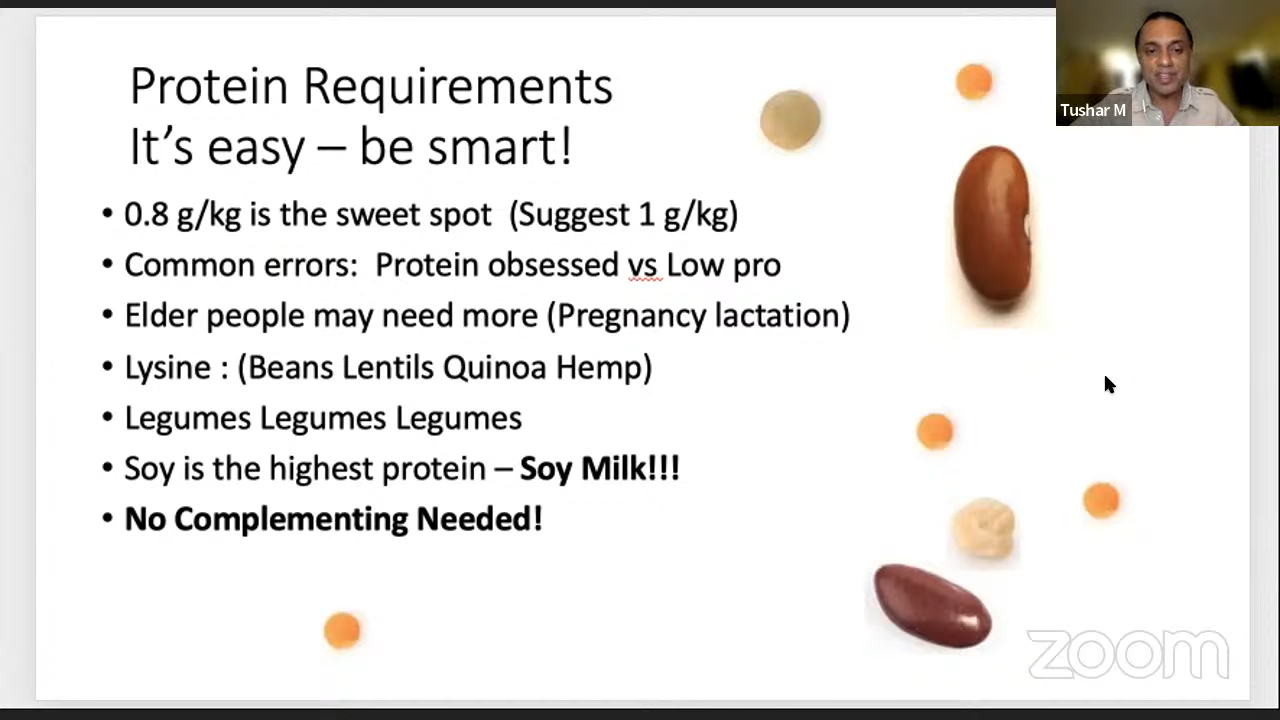 Protein Requirements
It's easy – be smart!
• 0.8 g/kg is the sweet spot (Suggest 1 g/kg)
• Common errors: Protein obsessed vs Low pro
• Elder people may need more (Pregnancy lactation)
• Lysine : (Beans Lentils Quinoa Hemp)
• Legumes Legumes Legumes
• Soy is the highest protein – Soy Milk!!!
• No Complementing Needed!
Tushar M
zoom